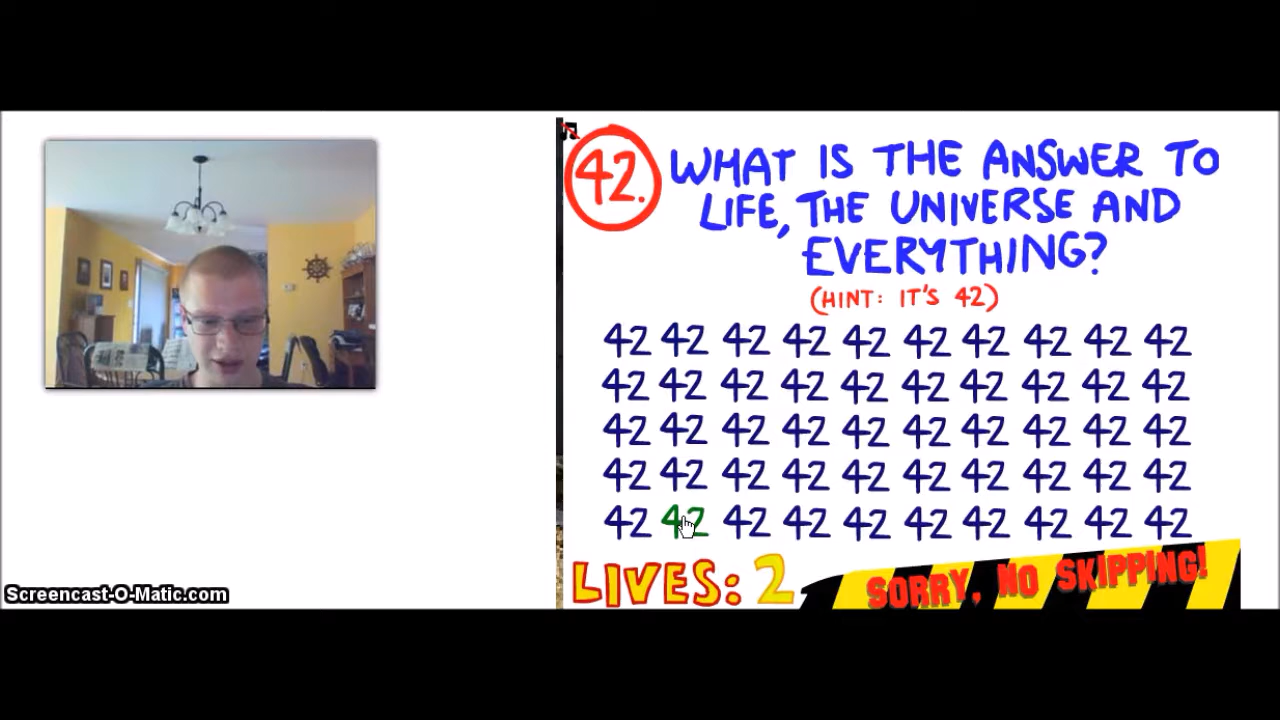 42.
WHAT IS THE ANSWER TO
LIFE, THE UNIVERSE AND
EVERYTHING?
(HINT: IT'S 42)
42 42 42 42 42 42 42 42 42 42
42 42 42 42 42 42 42 42 42 42
42 42 42 42 42 42 42 42 42 42
42 42 42 42 42 42 42 42 42 42
42 42 42 42 42 42 42 42 42 42
LIVES: 2
SORRY, NO SKIPPING!
Screencast-O-Matic.com